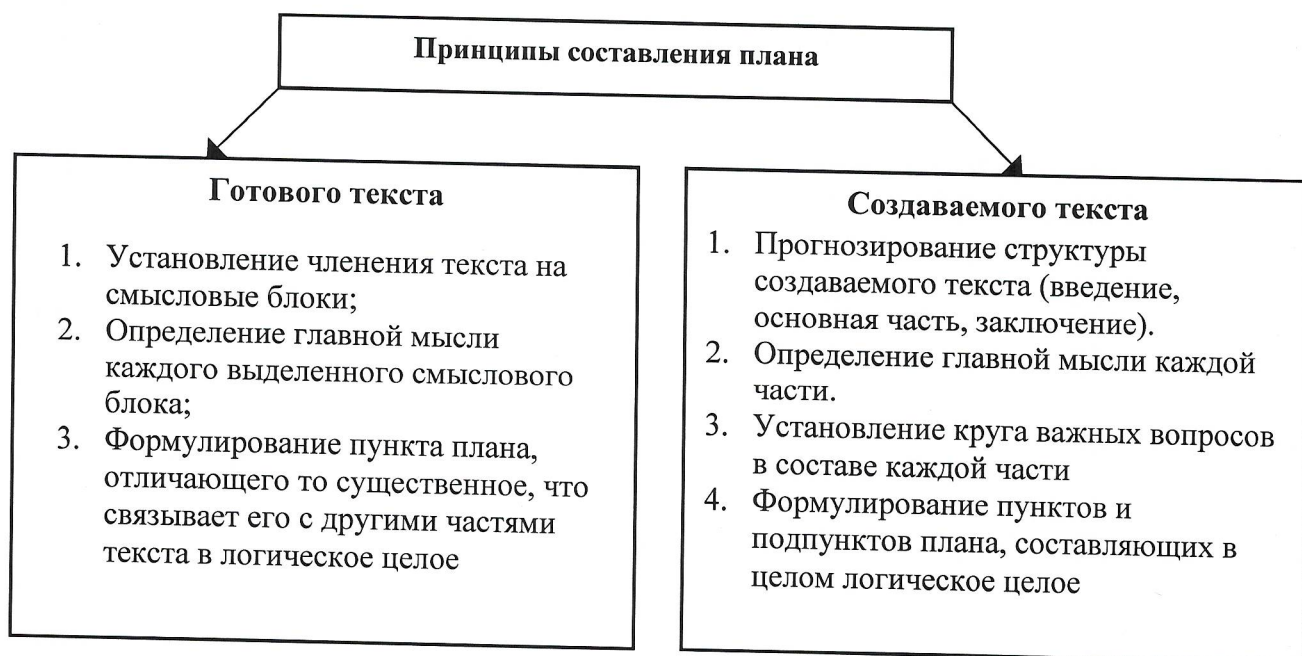 Принципы составления плана
Готового текста
1. Установление членения текста на
смысловые блоки;
2. Определение главной мысли
каждого выделенного смыслового
блока;
3. Формулирование пункта плана,
отличающего то существенное, что
связывает его с другими частями
текста в логическое целое
Создаваемого текста
1. Прогнозирование структуры
создаваемого текста (введение,
основная часть, заключение).
2. Определение главной мысли каждой
части.
3. Установление круга важных вопросов
в составе каждой части
4. Формулирование пунктов и
подпунктов плана, составляющих в
целом логическое целое